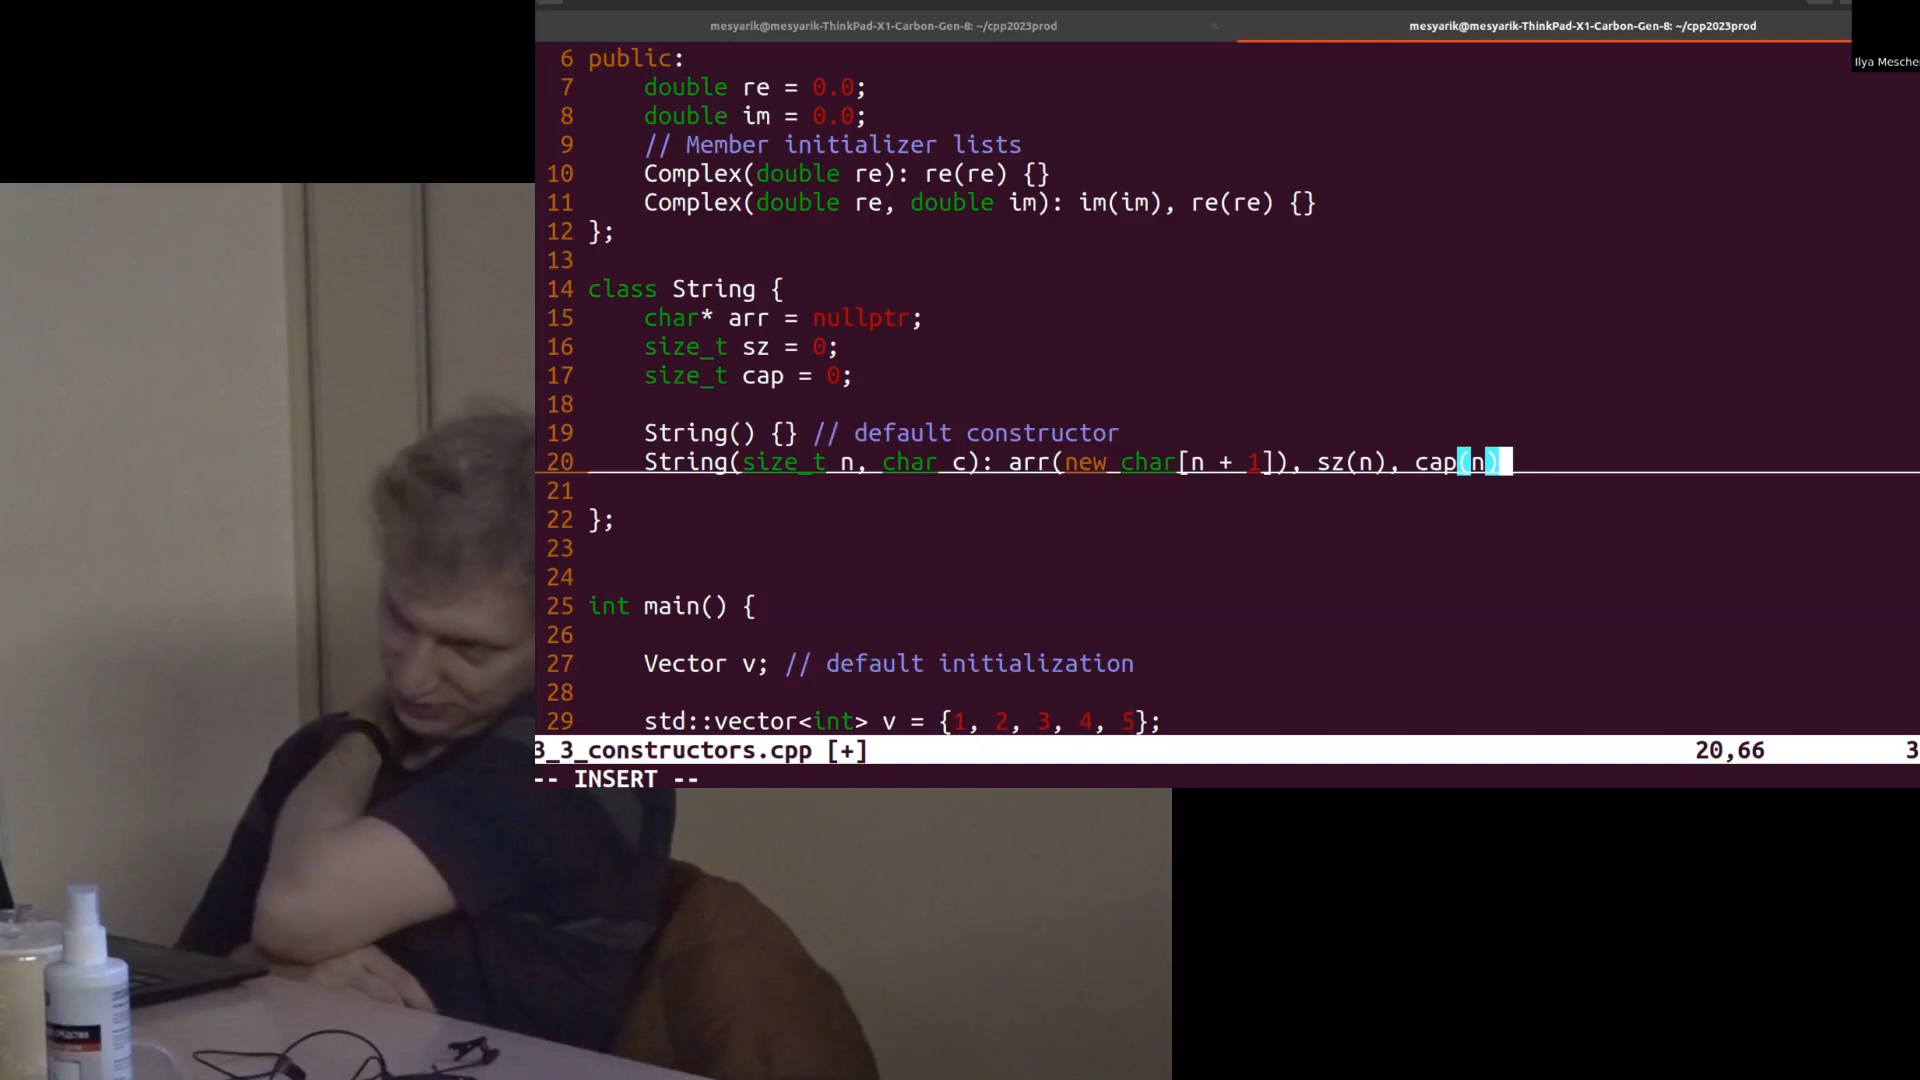 mesyarik@mesyarik-ThinkPad-X1-Carbon-Gen-8: ~/cpp2023prod × mesyarik@mesyarik-ThinkPad-X1-Carbon-Gen-8: ~/cpp2023prod
Ilya Mesche
6 public:
7 double re = 0.0;
8 double im = 0.0;
9 // Member initializer lists
10 Complex(double re): re(re) {}
11 Complex(double re, double im): im(im), re(re) {}
12 };
13
14 class String {
15 char* arr = nullptr;
16 size_t sz = 0;
17 size_t cap = 0;
18
19 String() {} // default constructor
20 String(size_t n, char c): arr(new char[n + 1]), sz(n), cap(n)
21
22 };
23
24
25 int main() {
26
27 Vector v; // default initialization
28
29 std::vector<int> v = {1, 2, 3, 4, 5};
3_3_constructors.cpp [+] 20,66 3
-- INSERT --